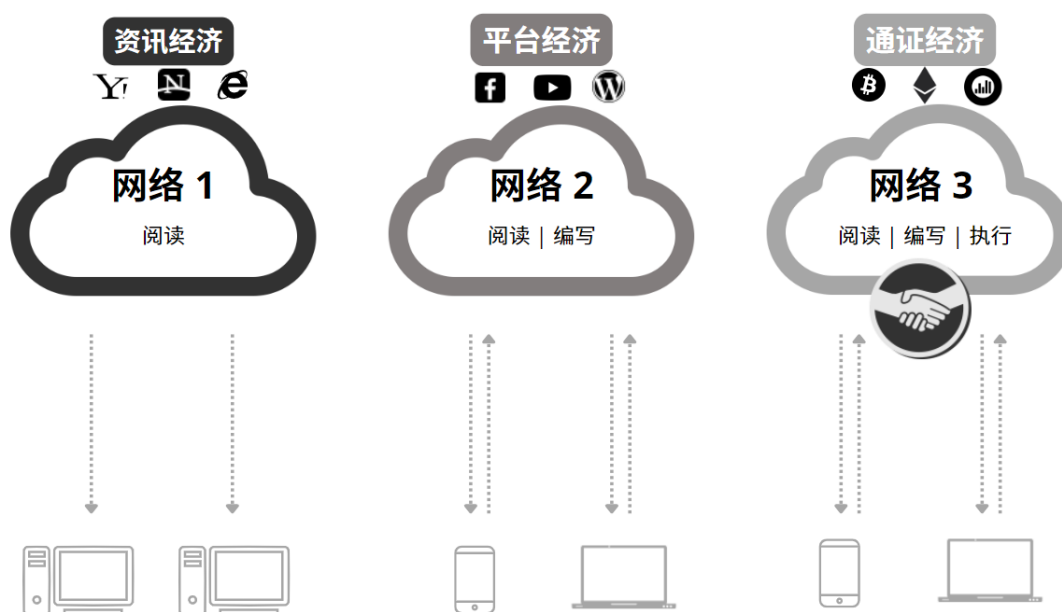 资讯经济
平台经济
通证经济
网络 1
网络 2
网络 3
阅读
阅读 | 编写
阅读 | 编写 | 执行